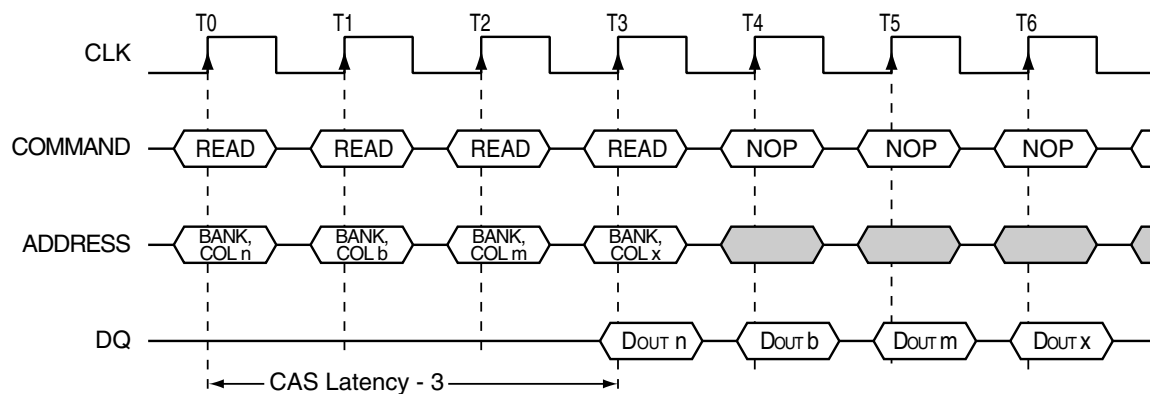 T0 T1 T2 T3 T4 T5 T6
CLK
COMMAND READ READ READ READ NOP NOP NOP
ADDRESS BANK, COL n BANK, COL b BANK, COL m BANK, COL x
DQ DOUT n DOUT b DOUT m DOUT x
CAS Latency - 3